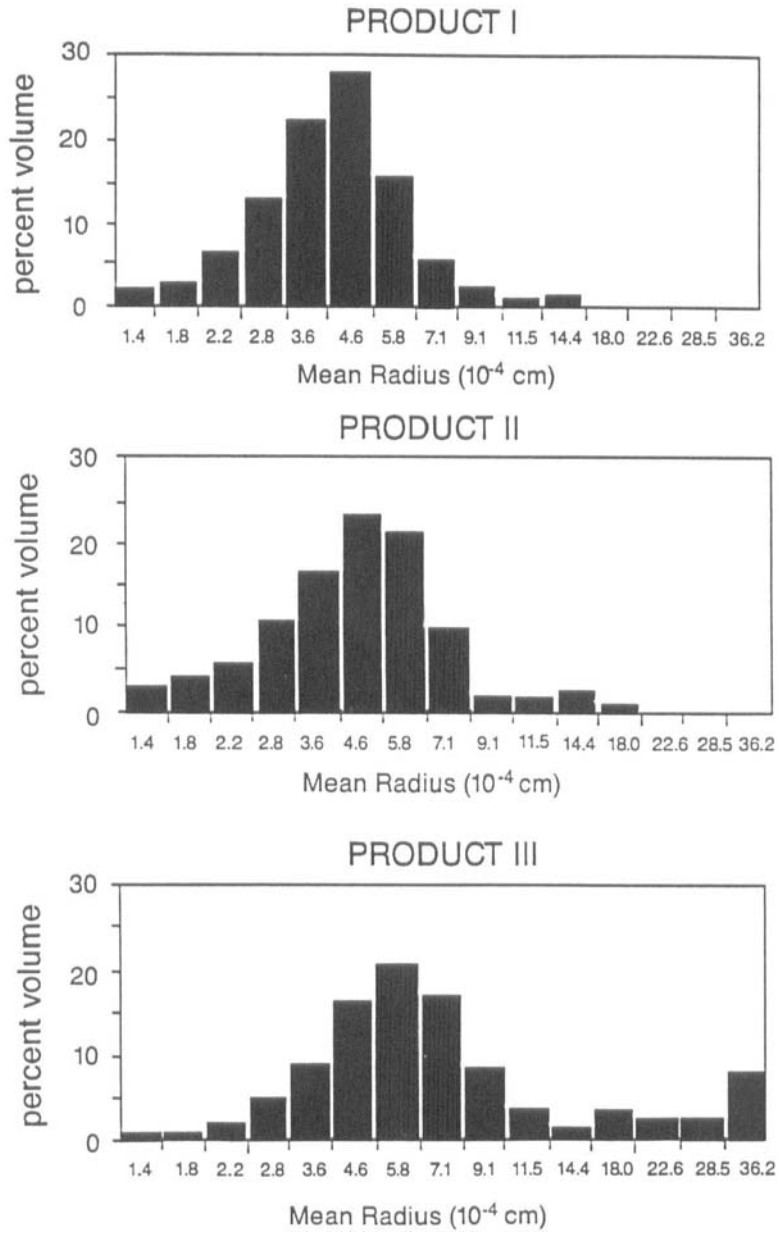 PRODUCT I
percent volume
30
20
10
0
1.4 1.8 2.2 2.8 3.6 4.6 5.8 7.1 9.1 11.5 14.4 18.0 22.6 28.5 36.2
Mean Radius (10-4 cm)
PRODUCT II
percent volume
30
20
10
0
1.4 1.8 2.2 2.8 3.6 4.6 5.8 7.1 9.1 11.5 14.4 18.0 22.6 28.5 36.2
Mean Radius (10-4 cm)
PRODUCT III
percent volume
30
20
10
0
1.4 1.8 2.2 2.8 3.6 4.6 5.8 7.1 9.1 11.5 14.4 18.0 22.6 28.5 36.2
Mean Radius (10-4 cm)